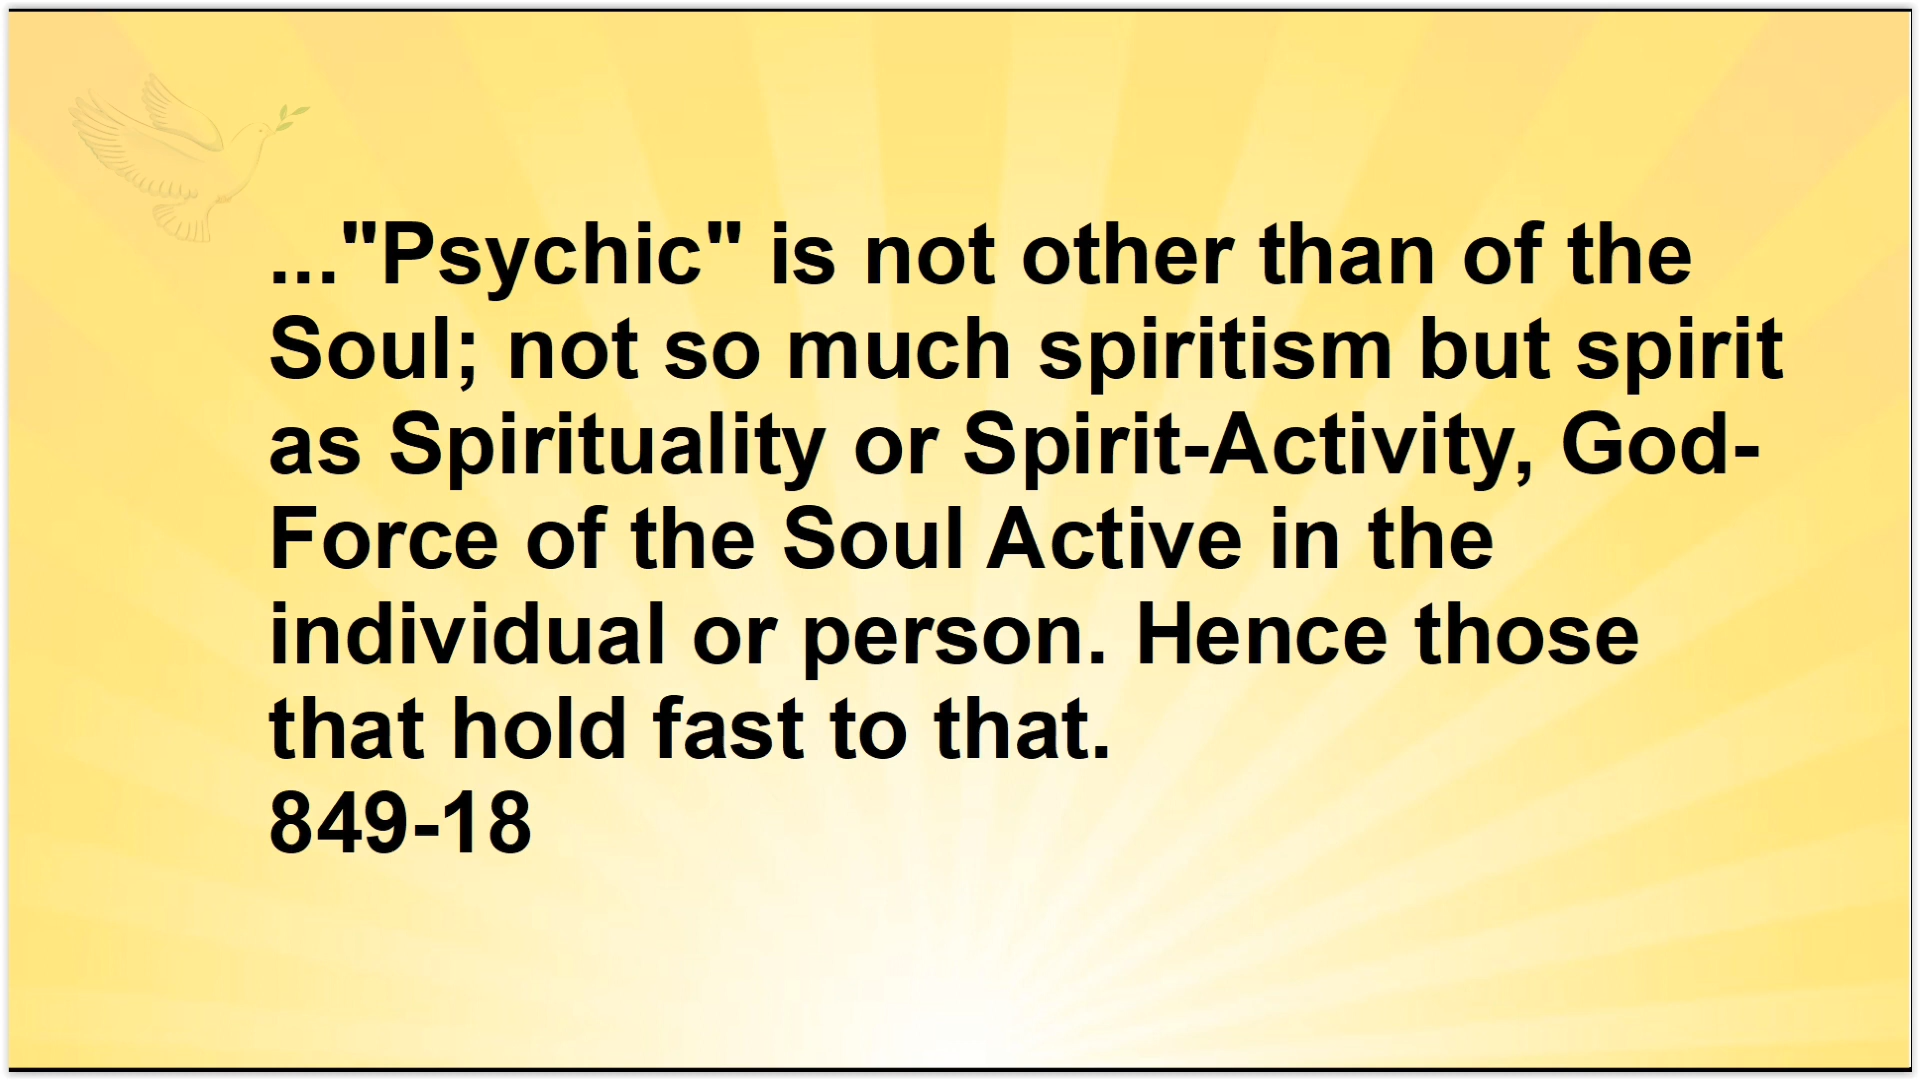 ..."Psychic" is not other than of the
Soul; not so much spiritism but spirit
as Spirituality or Spirit-Activity, God-
Force of the Soul Active in the
individual or person. Hence those
that hold fast to that.
849-18